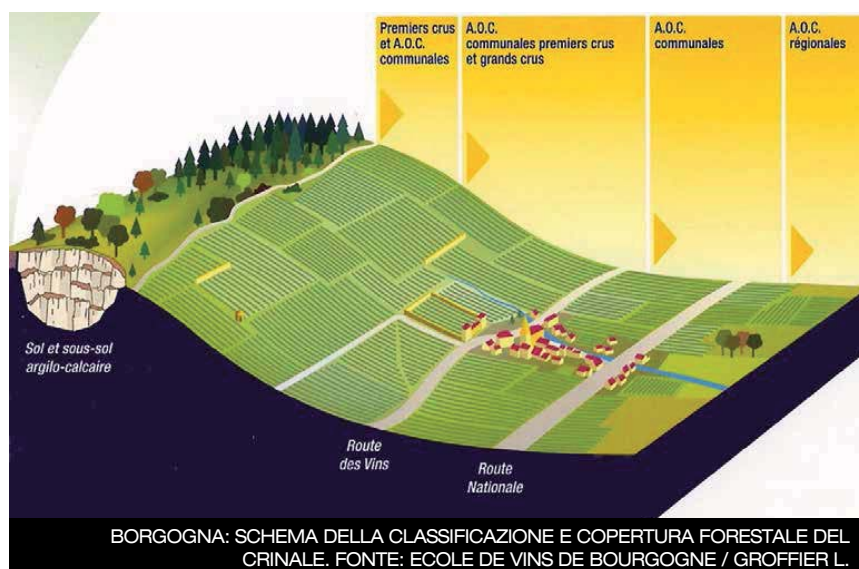 Premiers crus
et A.O.C.
communales
A.O.C.
communales premiers crus
et grands crus
A.O.C.
communales
A.O.C.
régionales
Sol et sous-sol
argilo-calcaire
Route
des Vins
Route
Nationale
BORGOGNA: SCHEMA DELLA CLASSIFICAZIONE E COPERTURA FORESTALE DEL
CRINALE. FONTE: ECOLE DE VINS DE BOURGOGNE / GROFFIER L.